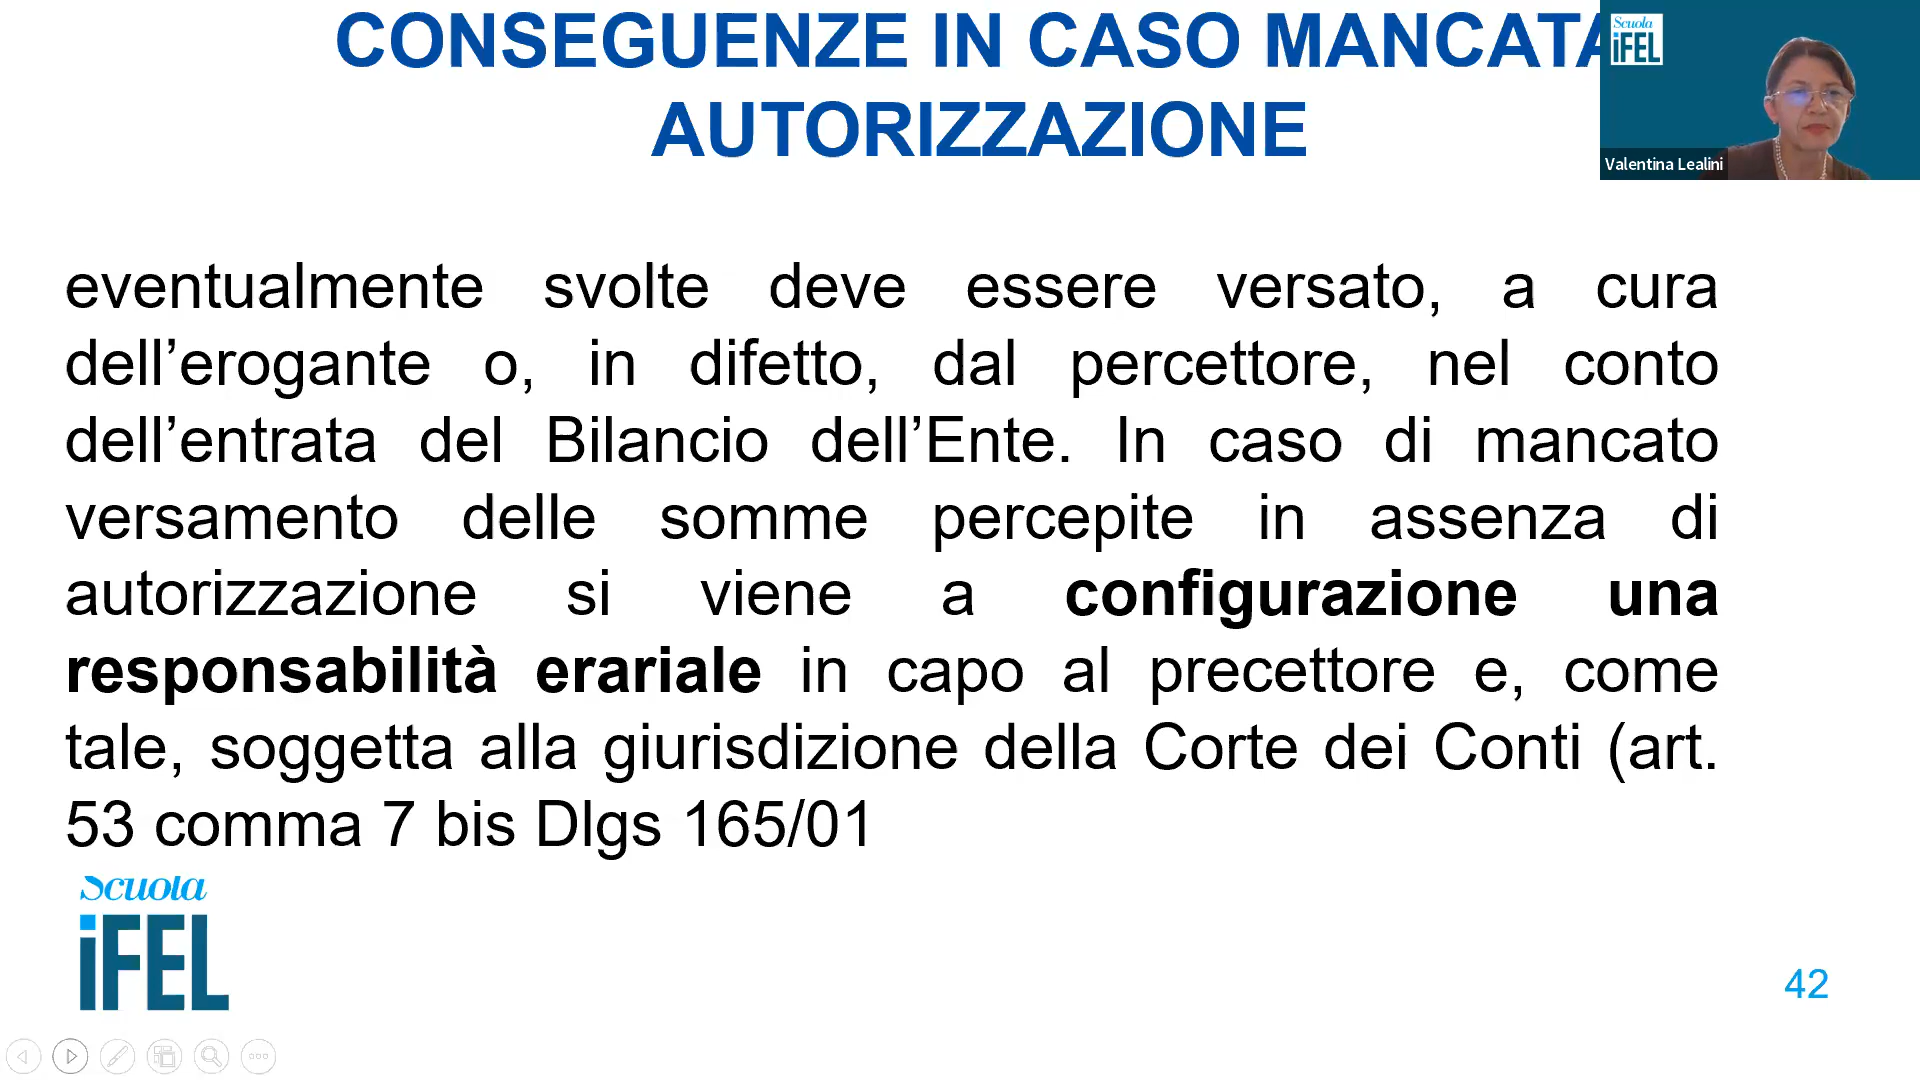 CONSEGUENZE IN CASO MANCATA
AUTORIZZAZIONE
Scuola
iFEL
Valentina Lealini
eventualmente svolte deve essere versato, a cura
dell’erogante o, in difetto, dal percettore, nel conto
dell’entrata del Bilancio dell’Ente. In caso di mancato
versamento delle somme percepite in assenza di
autorizzazione si viene a configurazione una
responsabilità erariale in capo al precettore e, come
tale, soggetta alla giurisdizione della Corte dei Conti (art.
53 comma 7 bis Dlgs 165/01
Scuola
iFEL
42